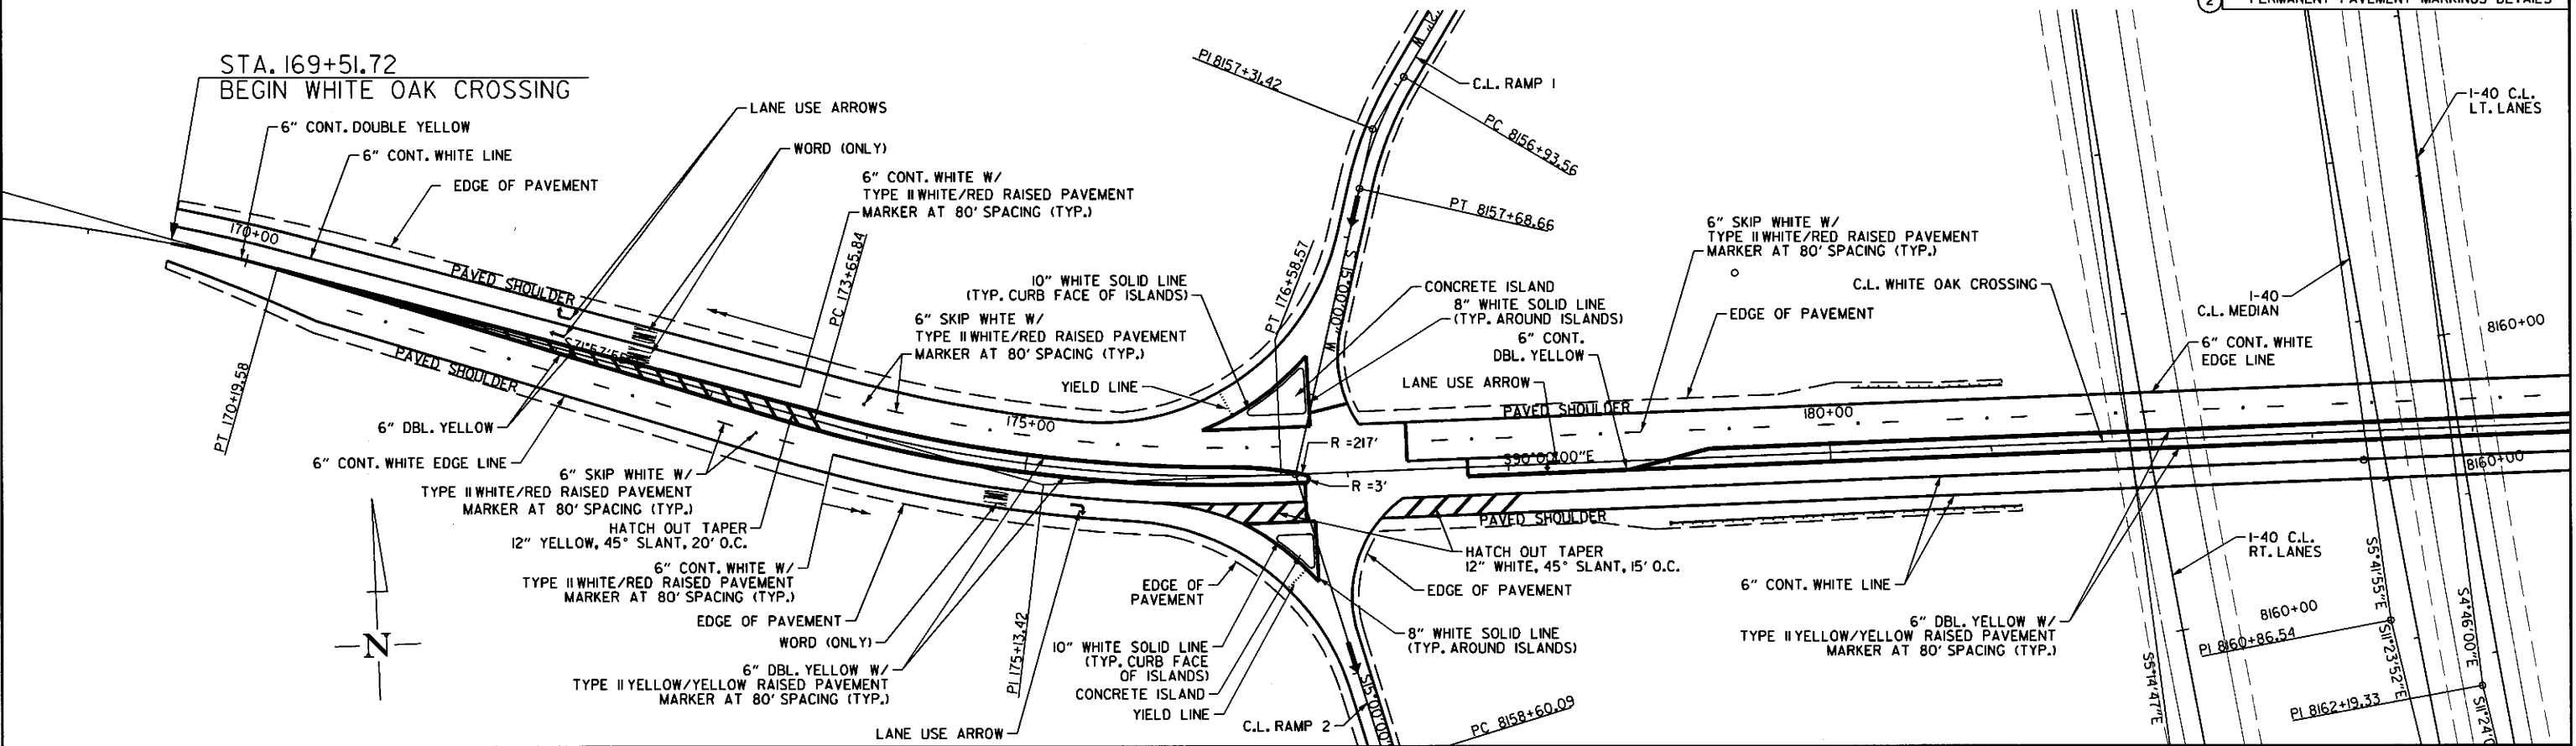 2
PERMANENT PAVEMENT MARKINGS DETAILS
STA. 169+51.72
BEGIN WHITE OAK CROSSING
6" CONT. DOUBLE YELLOW
6" CONT. WHITE LINE
EDGE OF PAVEMENT
LANE USE ARROWS
WORD (ONLY)
6" CONT. WHITE W/
TYPE II WHITE/RED RAISED PAVEMENT
MARKER AT 80' SPACING (TYP.)
PI 8157+31.42
C.L. RAMP 1
PC 8156+93.56
PT 8157+68.66
S 15°00'00" W
I-40 C.L.
LT. LANES
170+00
PAVED SHOULDER
PC 173+65.84
10" WHITE SOLID LINE
(TYP. CURB FACE OF ISLANDS)
6" SKIP WHTE W/
TYPE II WHITE/RED RAISED PAVEMENT
MARKER AT 80' SPACING (TYP.)
YIELD LINE
PT 176+58.57
CONCRETE ISLAND
8" WHITE SOLID LINE
(TYP. AROUND ISLANDS)
6" CONT.
DBL. YELLOW
LANE USE ARROW
6" SKIP WHITE W/
TYPE II WHITE/RED RAISED PAVEMENT
MARKER AT 80' SPACING (TYP.)
C.L. WHITE OAK CROSSING
EDGE OF PAVEMENT
I-40
C.L. MEDIAN
8160+00
6" CONT. WHITE
EDGE LINE
PT 170+19.58
PAVED SHOULDER
175+00
PAVED SHOULDER
180+00
R =217'
S90°00'00"E
8160+00
R =3'
6" DBL. YELLOW
6" CONT. WHITE EDGE LINE
6" SKIP WHITE W/
TYPE II WHITE/RED RAISED PAVEMENT
MARKER AT 80' SPACING (TYP.)
HATCH OUT TAPER
12" YELLOW, 45° SLANT, 20' O.C.
6" CONT. WHITE W/
TYPE II WHITE/RED RAISED PAVEMENT
MARKER AT 80' SPACING (TYP.)
EDGE OF PAVEMENT
WORD (ONLY)
6" DBL. YELLOW W/
TYPE II YELLOW/YELLOW RAISED PAVEMENT
MARKER AT 80' SPACING (TYP.)
LANE USE ARROW
N
PI 175+13.42
EDGE OF
PAVEMENT
10" WHITE SOLID LINE
(TYP. CURB FACE
OF ISLANDS)
CONCRETE ISLAND
YIELD LINE
C.L. RAMP 2
S15°00'00"
PC 8158+60.09
PAVED SHOULDER
HATCH OUT TAPER
12" WHITE, 45° SLANT, 15' O.C.
EDGE OF PAVEMENT
8" WHITE SOLID LINE
(TYP. AROUND ISLANDS)
6" CONT. WHITE LINE
6" DBL. YELLOW W/
TYPE II YELLOW/YELLOW RAISED PAVEMENT
MARKER AT 80' SPACING (TYP.)
I-40 C.L.
RT. LANES
S5°14'47"E
S5°41'55"E
S11°23'52"E
S4°46'00"E
8160+00
PI 8160+86.54
PI 8162+19.33